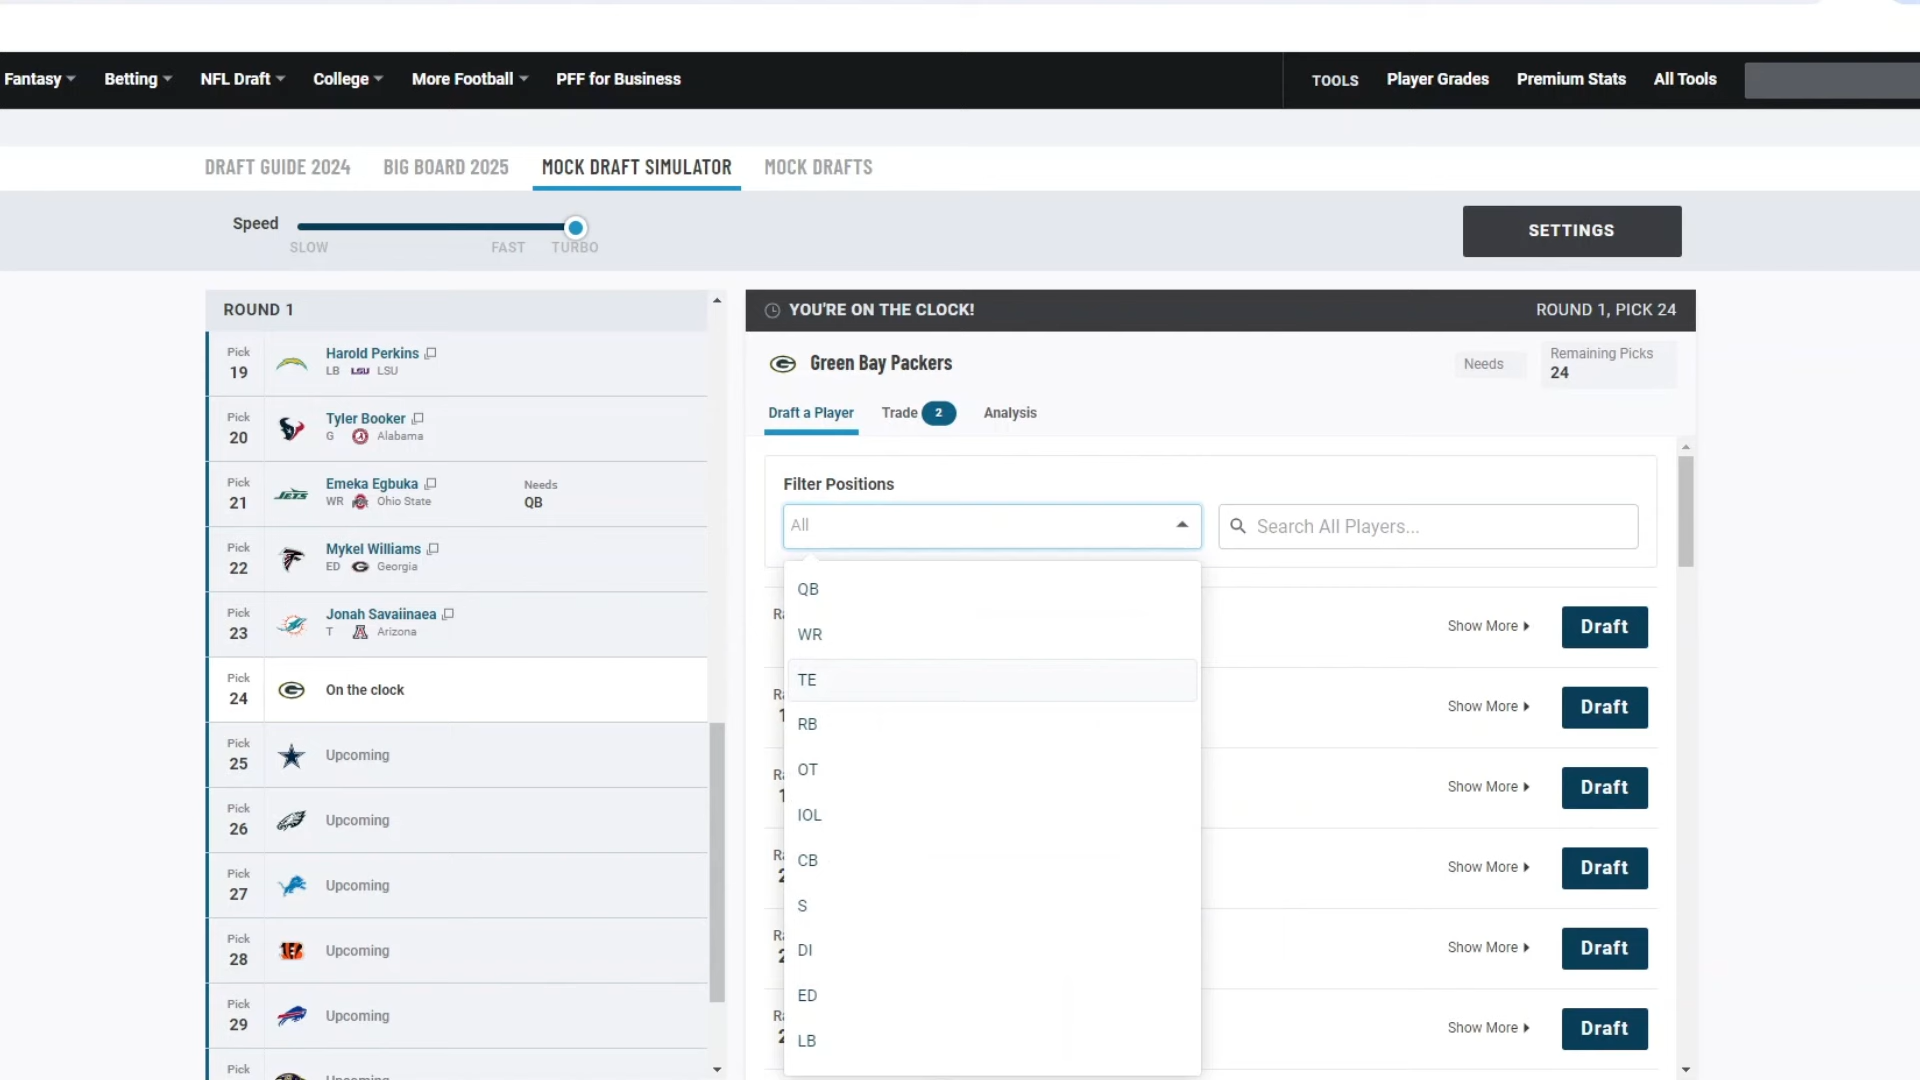 Fantasy
Betting
NFL Draft
College
More Football
PFF for Business
TOOLS
Player Grades
Premium Stats
All Tools
DRAFT GUIDE 2024
BIG BOARD 2025
MOCK DRAFT SIMULATOR
MOCK DRAFTS
Speed
SLOW
FAST
TURBO
SETTINGS
ROUND 1
Pick
19
Harold Perkins
LB LSU LSU
Pick
20
Tyler Booker
G Alabama
Pick
21
Emeka Egbuka
WR Ohio State
Needs
QB
Pick
22
Mykel Williams
ED Georgia
Pick
23
Jonah Savaiinaea
T Arizona
Pick
24
On the clock
Pick
25
Upcoming
Pick
26
Upcoming
Pick
27
Upcoming
Pick
28
Upcoming
Pick
29
Upcoming
Pick
Upcoming
YOU'RE ON THE CLOCK!
ROUND 1, PICK 24
Green Bay Packers
Needs
Remaining Picks
24
Draft a Player
Trade 2
Analysis
Filter Positions
All
Search All Players...
QB
WR
TE
RB
OT
IOL
CB
S
DI
ED
LB
Show More
Draft
Show More
Draft
Show More
Draft
Show More
Draft
Show More
Draft
Show More
Draft